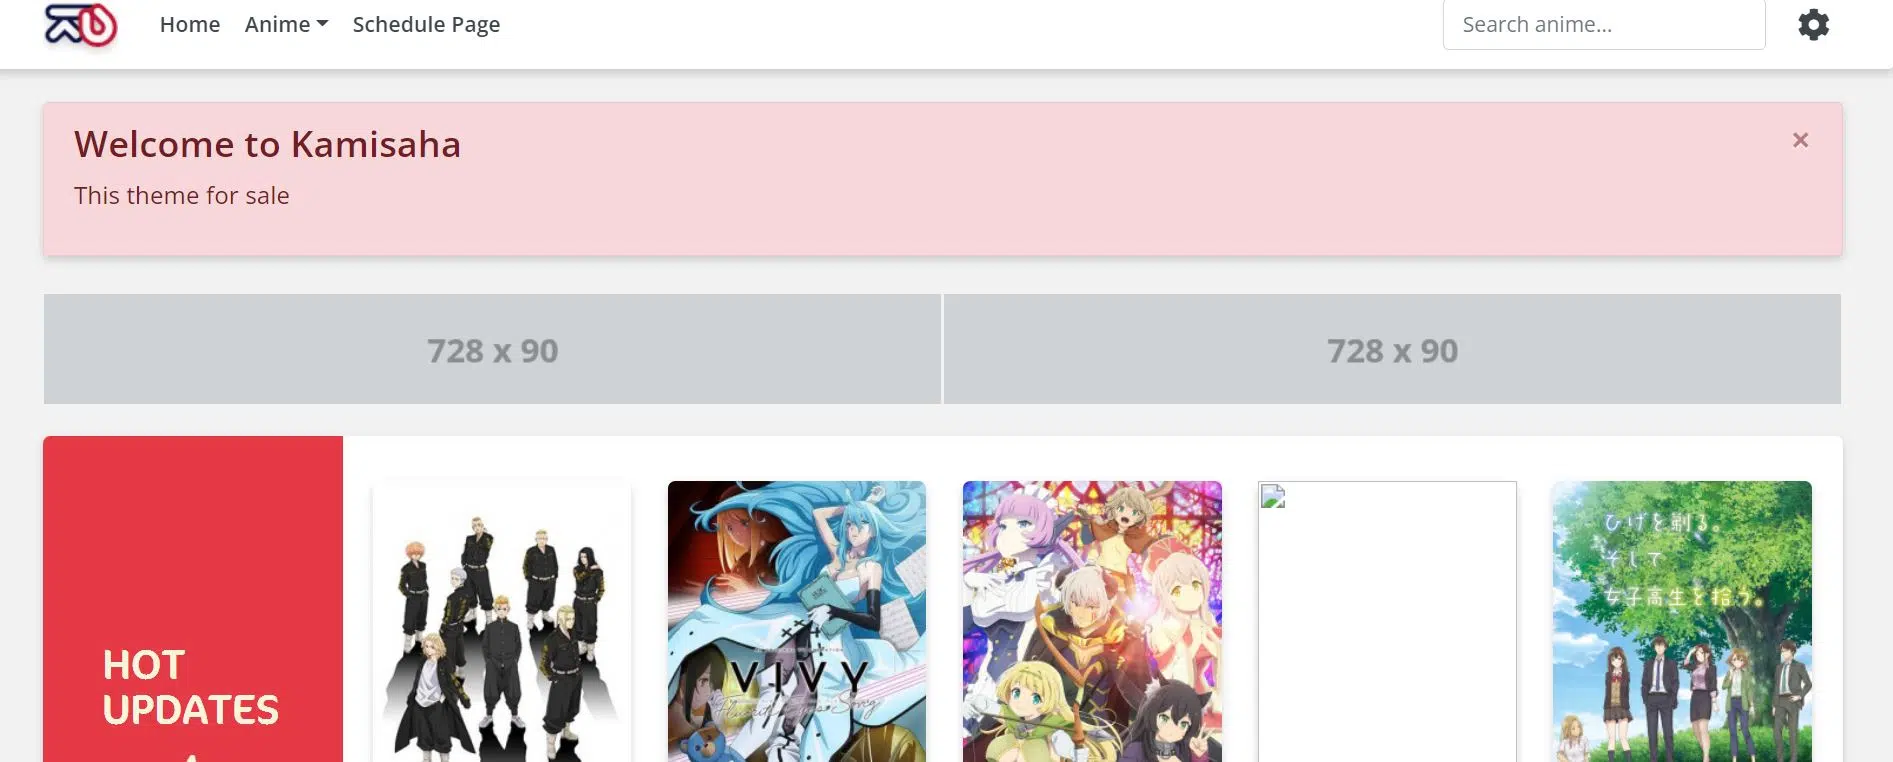 Home Anime Schedule Page Search anime...
Welcome to Kamisaha
×
This theme for sale
728 x 90 728 x 90
HOT
UPDATES
VIVY
ひげを剃る。
そして
女子高生を拾う。